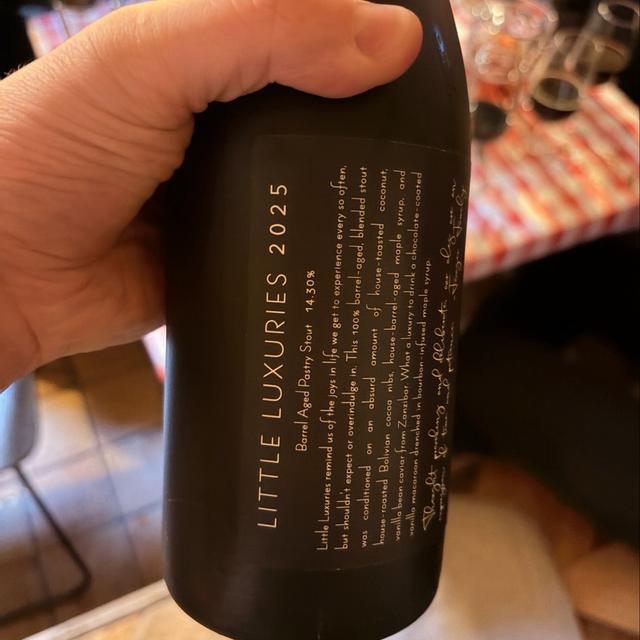 LITTLE LUXURIES 2025
Barrel Aged Pastry Stout 14.30%
Little Luxuries remind us of the joys in life we get to experience every so often,
but shouldn't expect or overindulge in. This 100% barrel-aged, blended stout
was conditioned on an absurd amount of house-toasted coconut,
house-roasted Bolivian cocoa nibs, house-barrel-aged maple syrup, and
vanilla bean caviar from Zanzibar. What a luxury to drink a chocolate-coated
vanilla macaroon drenched in bourbon-infused maple syrup.